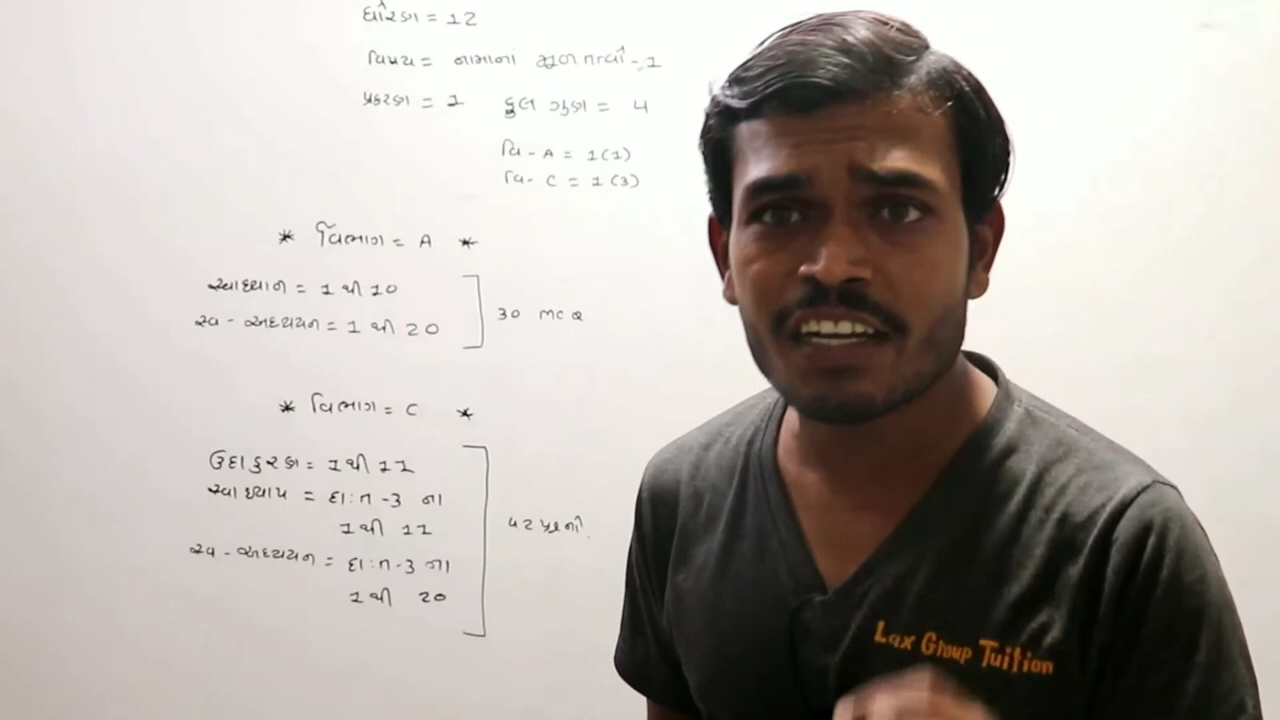 ધોરણ = 12
વિષય = નામાનાં મૂળ તત્વો - 1
પ્રકરણ = 1 કુલ ગુણ = 4
વિ - A = 1 (1)
વિ - C = 1 (3)
* વિભાગ = A *
સ્વાધ્યાન = 1 થી 10
સ્વ - અધ્યયન = 1 થી 20
30 MCQ
* વિભાગ = C *
ઉદાહરણ = 1 થી 11
સ્વાધ્યાય = દા:ત - 3 ના
1 થી 11
42 પ્રશ્નો.
સ્વ - અધ્યયન = દા:ત - 3 ના
1 થી 20
Lax Group Tuition